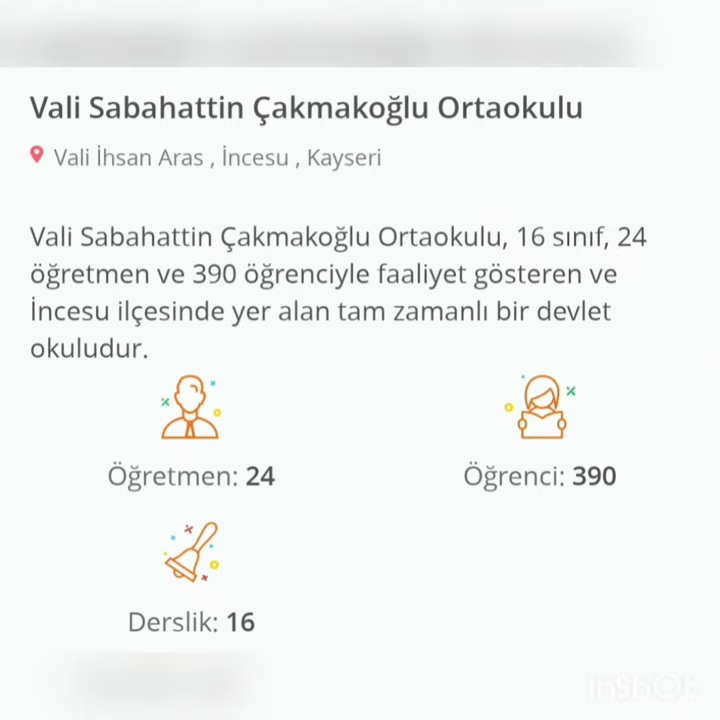 Vali Sabahattin Çakmakoğlu Ortaokulu
Vali İhsan Aras , İncesu , Kayseri
Vali Sabahattin Çakmakoğlu Ortaokulu, 16 sınıf, 24
öğretmen ve 390 öğrenciyle faaliyet gösteren ve
İncesu ilçesinde yer alan tam zamanlı bir devlet
okuludur.
Öğretmen: 24
Öğrenci: 390
Derslik: 16
InShOt